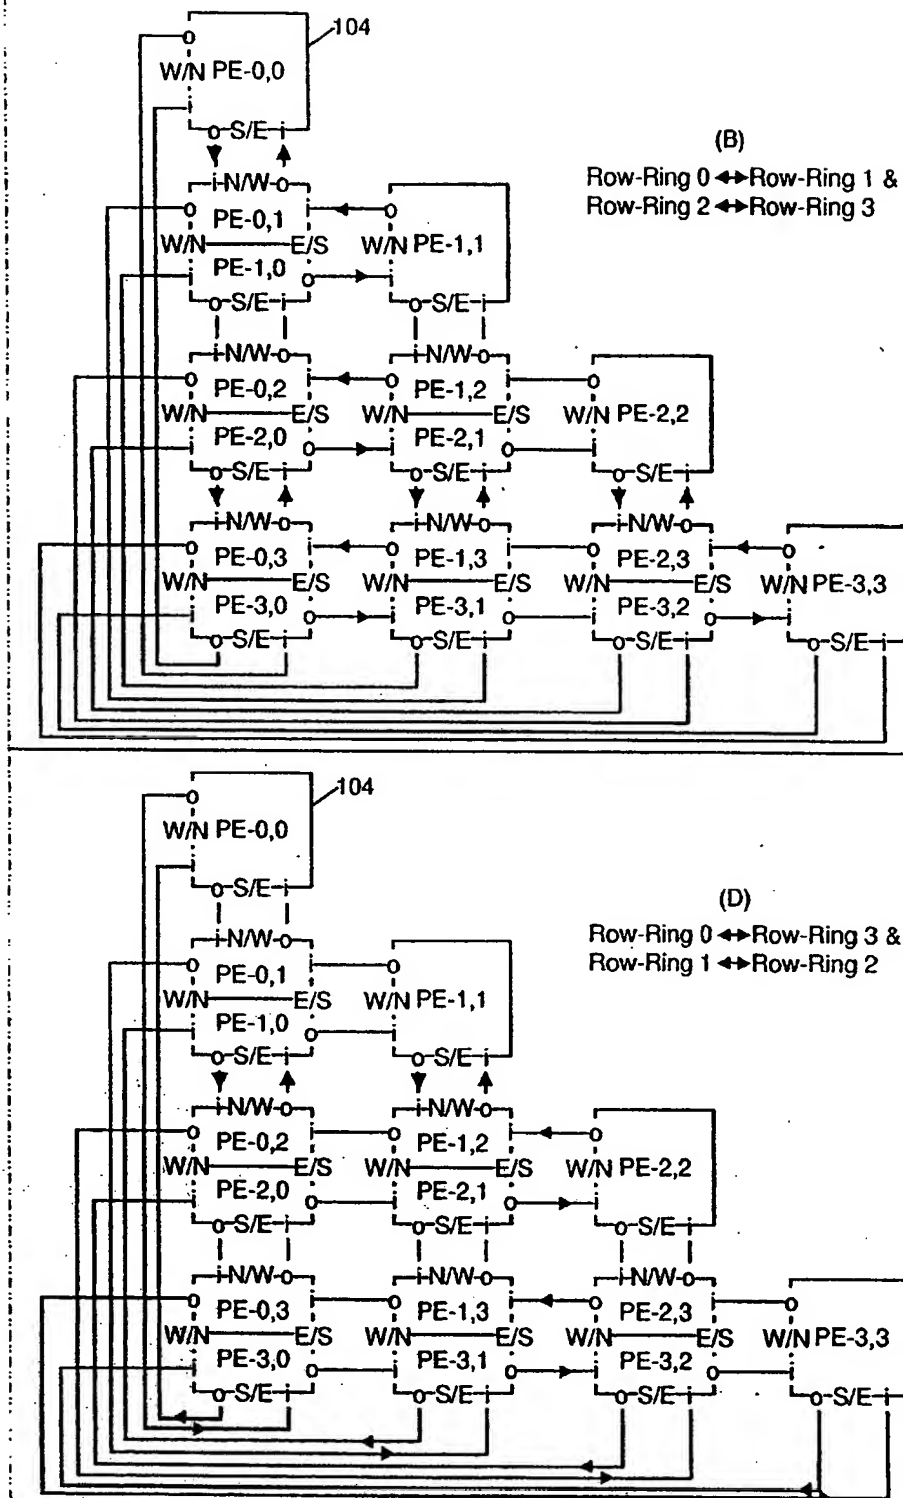 104
o
W/N PE-0,0
i
o S/E i
(B)
Row-Ring 0 ↔ Row-Ring 1 &
Row-Ring 2 ↔ Row-Ring 3
i N/W o
o PE-0,1 i o
W/N E/S W/N PE-1,1
i PE-1,0 o i
o S/E i o S/E i
i N/W o i N/W o
o PE-0,2 i o PE-1,2 i o
W/N E/S W/N E/S W/N PE-2,2
i PE-2,0 o i PE-2,1 o i
o S/E i o S/E i o S/E i
i N/W o i N/W o i N/W o
o PE-0,3 i o PE-1,3 i o PE-2,3 i o
W/N E/S W/N E/S W/N E/S W/N PE-3,3
i PE-3,0 o i PE-3,1 o i PE-3,2 o i
o S/E i o S/E i o S/E i o S/E i
104
o
W/N PE-0,0
i
o S/E i
(D)
Row-Ring 0 ↔ Row-Ring 3 &
Row-Ring 1 ↔ Row-Ring 2
i N/W o
o PE-0,1 i o
W/N E/S W/N PE-1,1
i PE-1,0 o i
o S/E i o S/E i
i N/W o i N/W o
o PE-0,2 i o PE-1,2 i o
W/N E/S W/N E/S W/N PE-2,2
i PE-2,0 o i PE-2,1 o i
o S/E i o S/E i o S/E i
i N/W o i N/W o i N/W o
o PE-0,3 i o PE-1,3 i o PE-2,3 i o
W/N E/S W/N E/S W/N E/S W/N PE-3,3
i PE-3,0 o i PE-3,1 o i PE-3,2 o i
o S/E i o S/E i o S/E i o S/E i